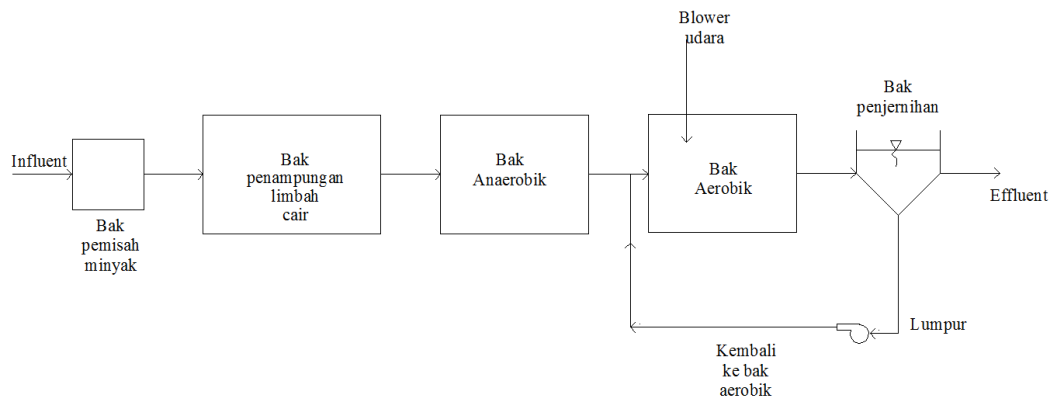 Influent
Bak
pemisah
minyak
Bak
penampungan
limbah
cair
Bak
Anaerobik
Blower
udara
Bak
Aerobik
Bak
penjernihan
Effluent
Lumpur
Kembali
ke bak
aerobik